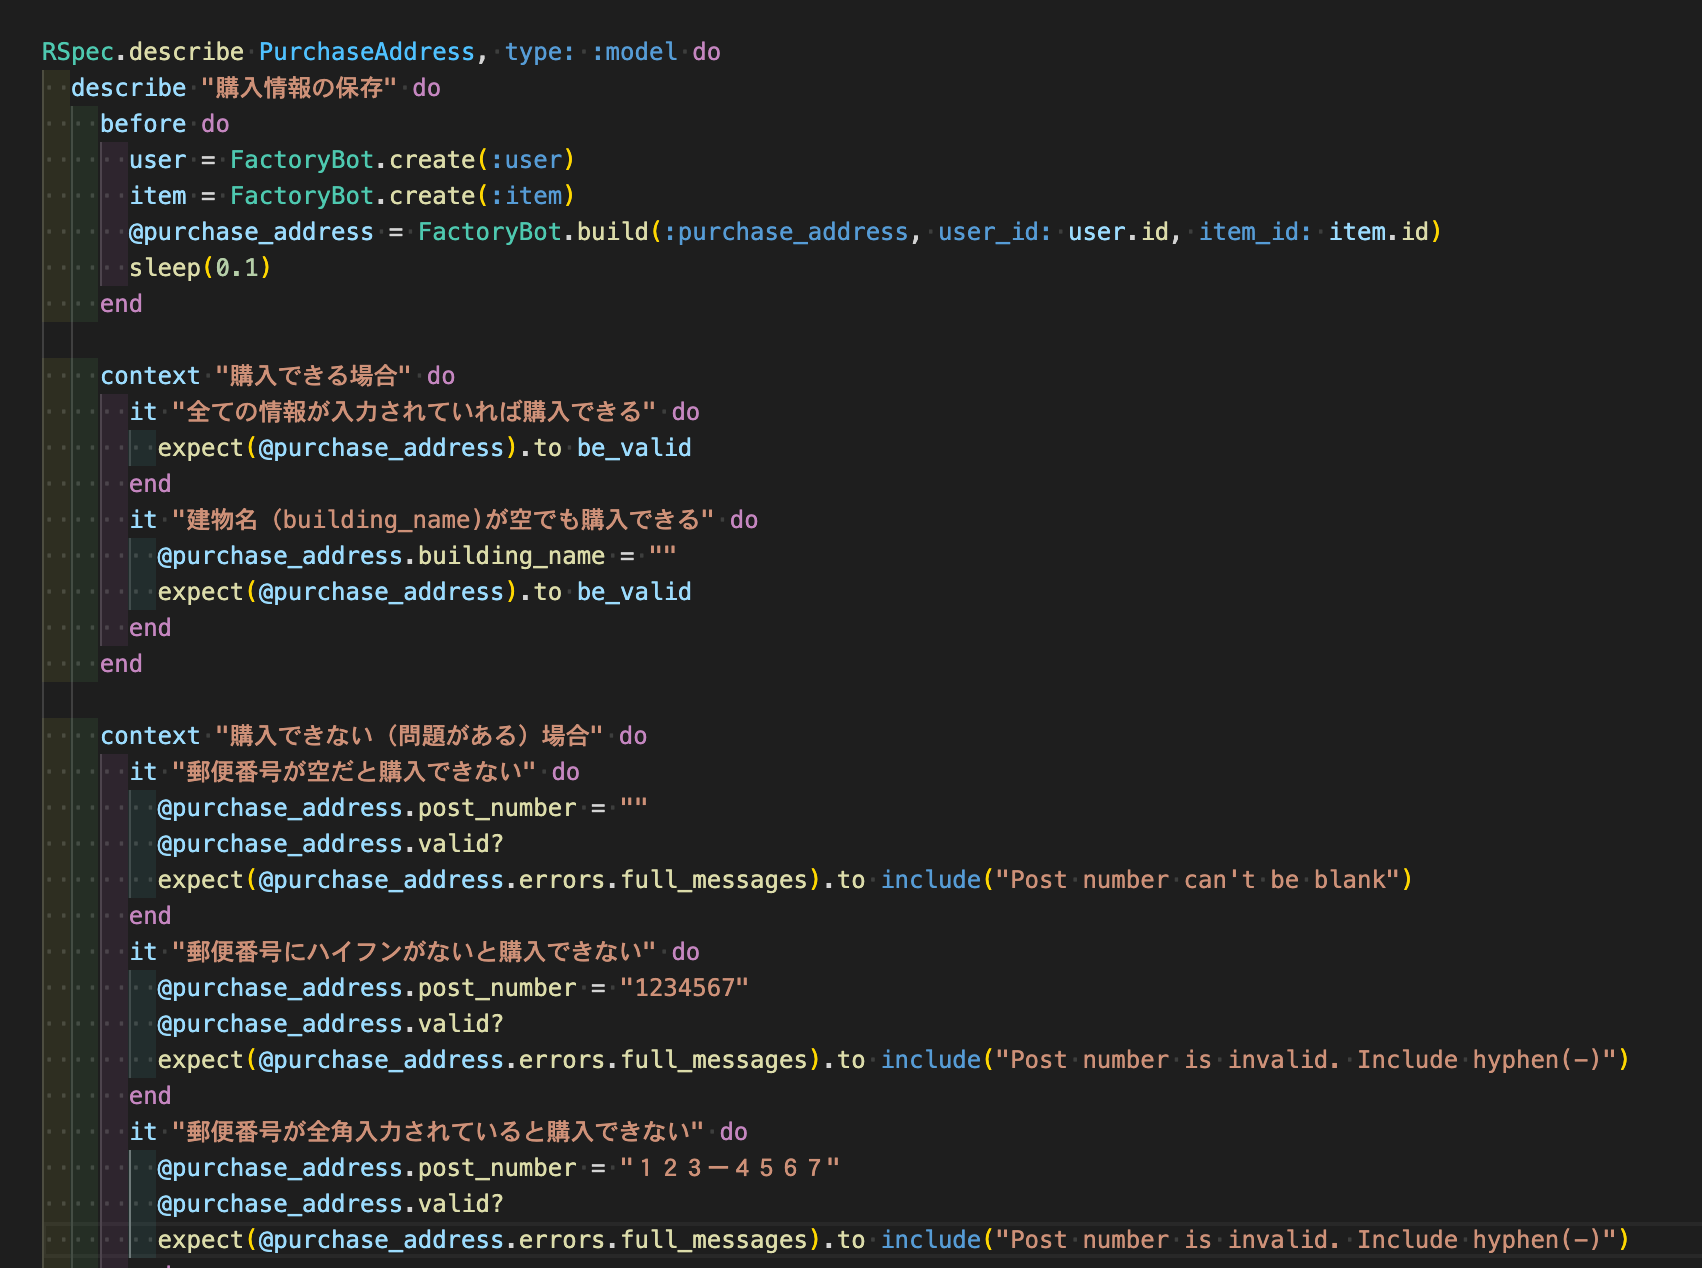 RSpec.describe PurchaseAddress, type: :model do
  describe "購入情報の保存" do
    before do
      user = FactoryBot.create(:user)
      item = FactoryBot.create(:item)
      @purchase_address = FactoryBot.build(:purchase_address, user_id: user.id, item_id: item.id)
      sleep(0.1)
    end

    context "購入できる場合" do
      it "全ての情報が入力されていれば購入できる" do
        expect(@purchase_address).to be_valid
      end
      it "建物名（building_name)が空でも購入できる" do
        @purchase_address.building_name = ""
        expect(@purchase_address).to be_valid
      end
    end

    context "購入できない（問題がある）場合" do
      it "郵便番号が空だと購入できない" do
        @purchase_address.post_number = ""
        @purchase_address.valid?
        expect(@purchase_address.errors.full_messages).to include("Post number can't be blank")
      end
      it "郵便番号にハイフンがないと購入できない" do
        @purchase_address.post_number = "1234567"
        @purchase_address.valid?
        expect(@purchase_address.errors.full_messages).to include("Post number is invalid. Include hyphen(-)")
      end
      it "郵便番号が全角入力されていると購入できない" do
        @purchase_address.post_number = "１２３ー４５６７"
        @purchase_address.valid?
        expect(@purchase_address.errors.full_messages).to include("Post number is invalid. Include hyphen(-)")